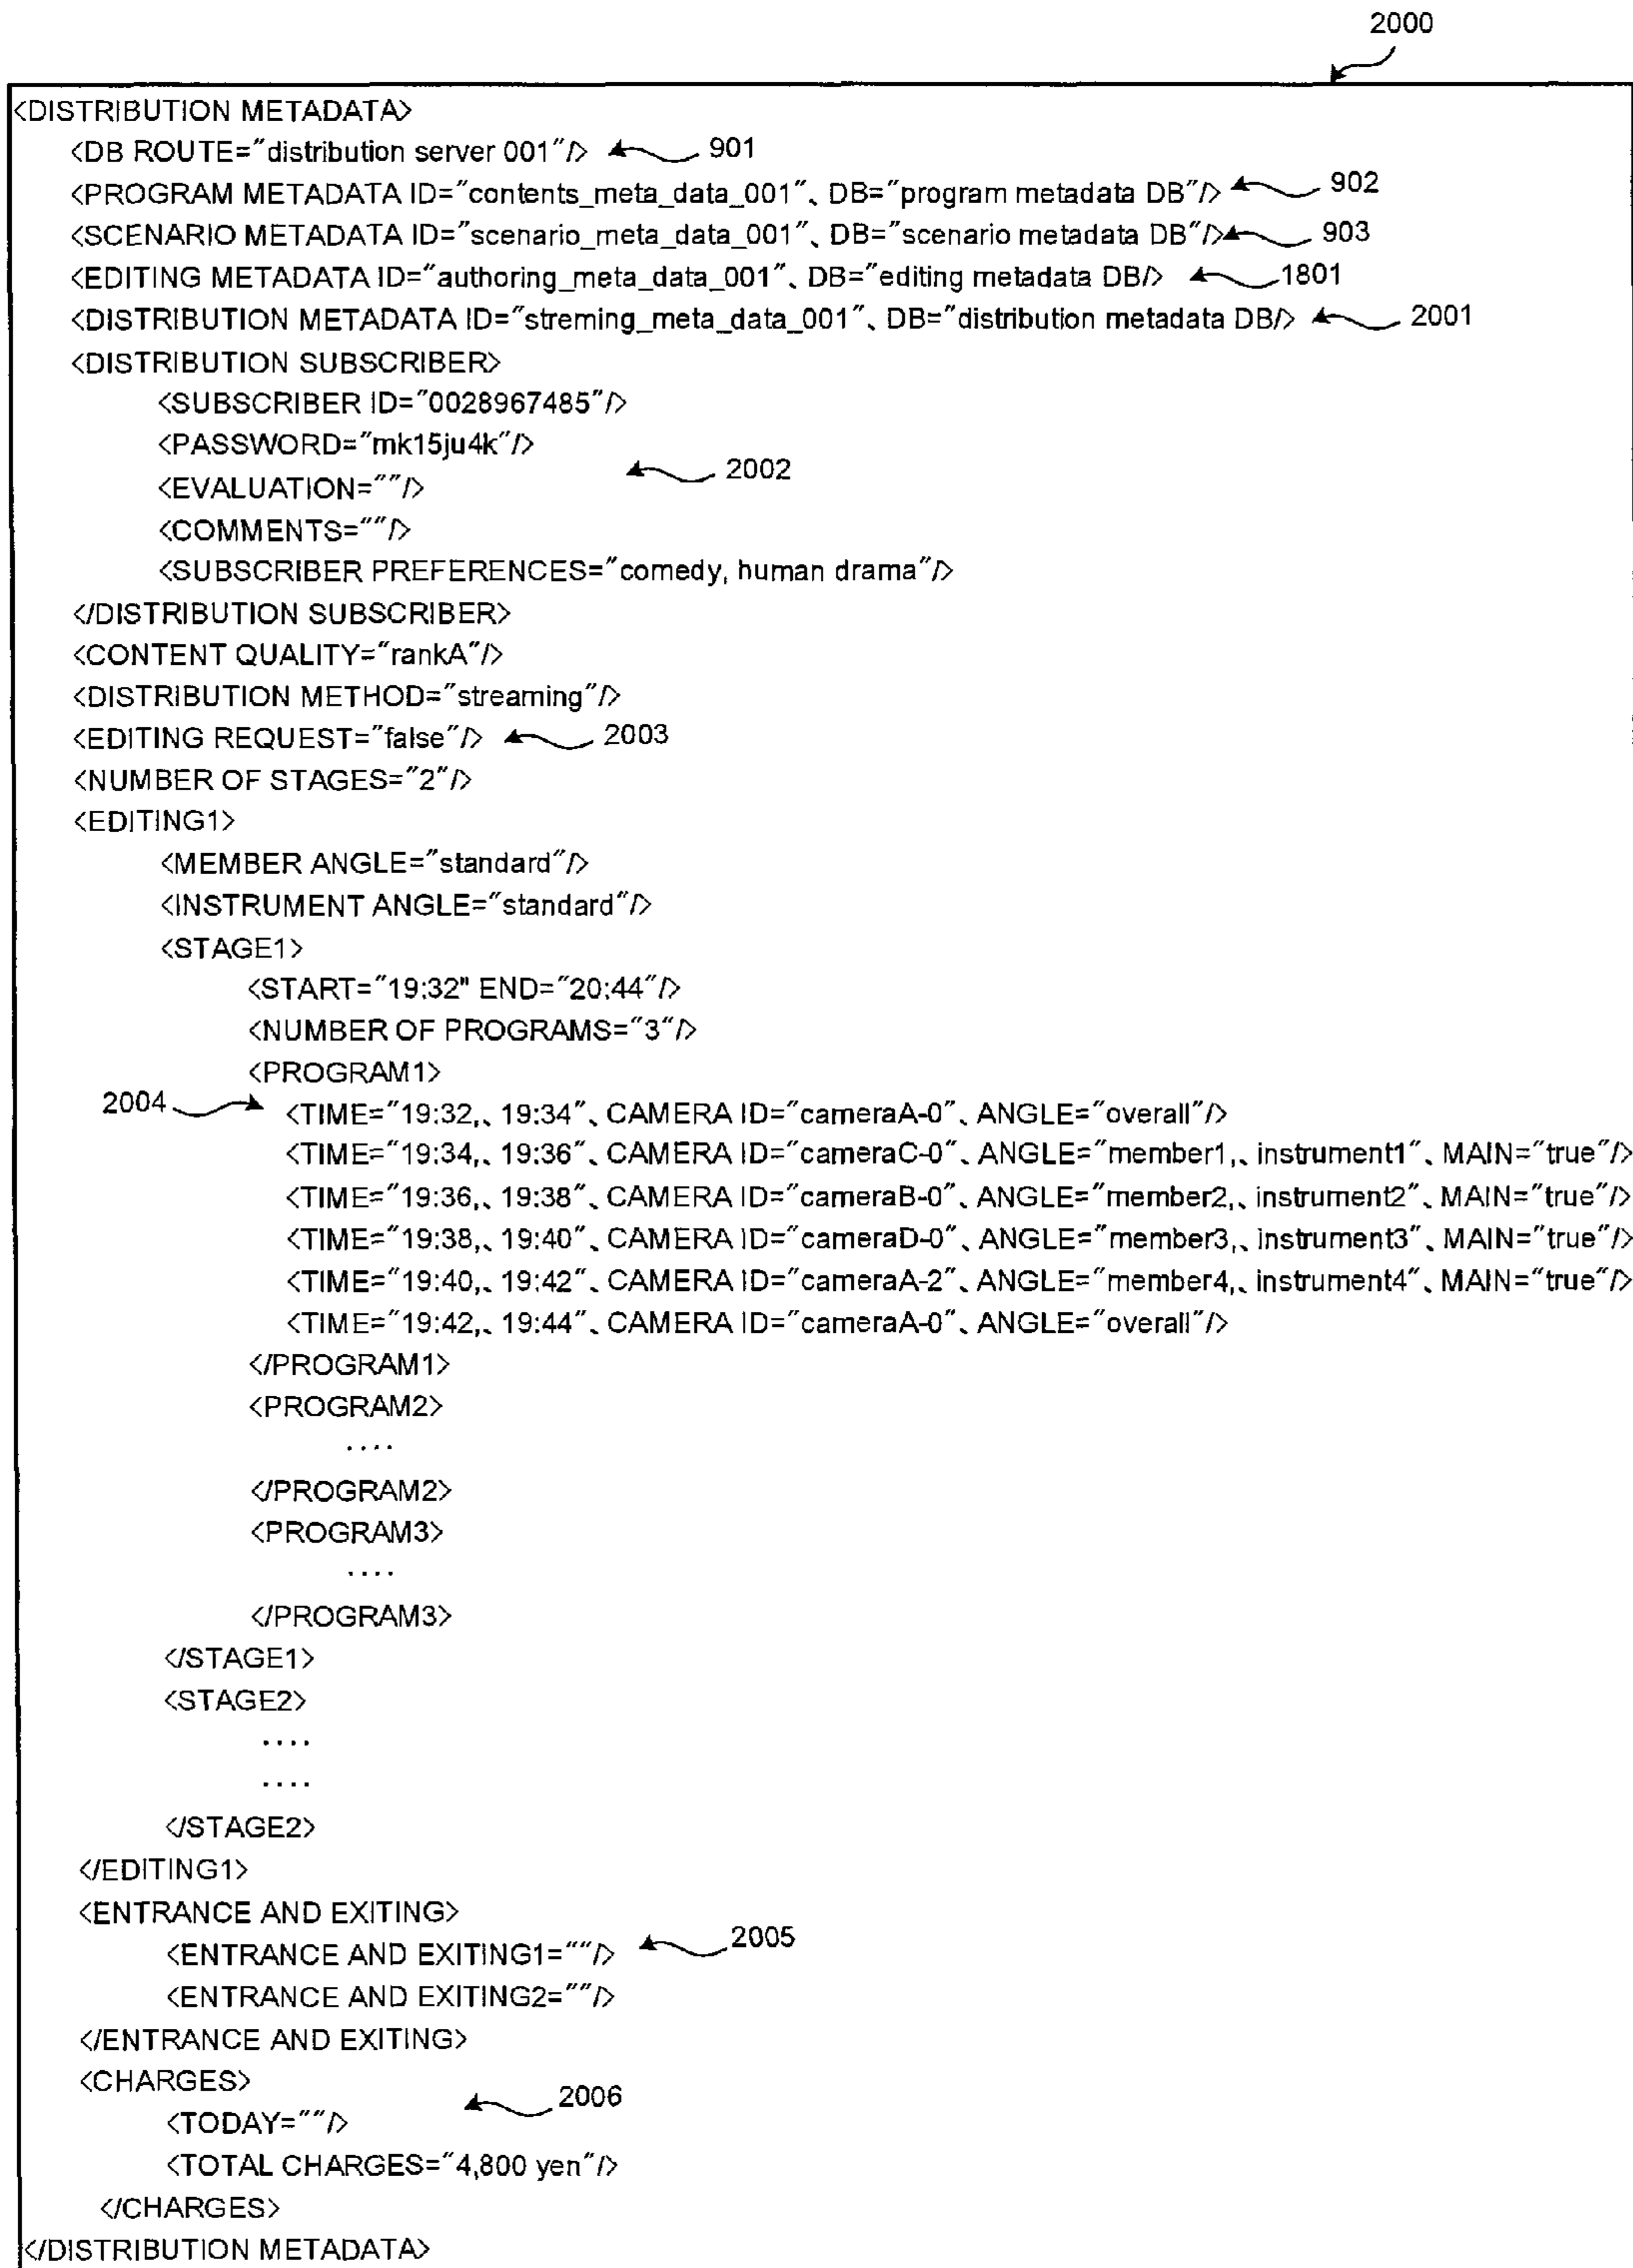 2000
<DISTRIBUTION METADATA>
<DB ROUTE="distribution server 001"/> 901
<PROGRAM METADATA ID="contents_meta_data_001"、DB="program metadata DB"/> 902
<SCENARIO METADATA ID="scenario_meta_data_001"、DB="scenario metadata DB"/> 903
<EDITING METADATA ID="authoring_meta_data_001"、DB="editing metadata DB/> 1801
<DISTRIBUTION METADATA ID="streming_meta_data_001"、DB="distribution metadata DB/> 2001
<DISTRIBUTION SUBSCRIBER>
<SUBSCRIBER ID="0028967485"/>
<PASSWORD="mk15ju4k"/>
2002
<EVALUATION=""/>
<COMMENTS=""/>
<SUBSCRIBER PREFERENCES="comedy, human drama"/>
</DISTRIBUTION SUBSCRIBER>
<CONTENT QUALITY="rankA"/>
<DISTRIBUTION METHOD="streaming"/>
<EDITING REQUEST="false"/> 2003
<NUMBER OF STAGES="2"/>
<EDITING1>
<MEMBER ANGLE="standard"/>
<INSTRUMENT ANGLE="standard"/>
<STAGE1>
<START="19:32" END="20:44"/>
<NUMBER OF PROGRAMS="3"/>
<PROGRAM1>
2004 <TIME="19:32,、19:34"、CAMERA ID="cameraA-0"、ANGLE="overall"/>
<TIME="19:34,、19:36"、CAMERA ID="cameraC-0"、ANGLE="member1,、instrument1"、MAIN="true"/>
<TIME="19:36,、19:38"、CAMERA ID="cameraB-0"、ANGLE="member2,、instrument2"、MAIN="true"/>
<TIME="19:38,、19:40"、CAMERA ID="cameraD-0"、ANGLE="member3,、instrument3"、MAIN="true"/>
<TIME="19:40,、19:42"、CAMERA ID="cameraA-2"、ANGLE="member4,、instrument4"、MAIN="true"/>
<TIME="19:42,、19:44"、CAMERA ID="cameraA-0"、ANGLE="overall"/>
</PROGRAM1>
<PROGRAM2>
....
</PROGRAM2>
<PROGRAM3>
....
</PROGRAM3>
</STAGE1>
<STAGE2>
....
....
</STAGE2>
</EDITING1>
<ENTRANCE AND EXITING>
<ENTRANCE AND EXITING1=""/> 2005
<ENTRANCE AND EXITING2=""/>
</ENTRANCE AND EXITING>
<CHARGES>
2006
<TODAY=""/>
<TOTAL CHARGES="4,800 yen"/>
</CHARGES>
</DISTRIBUTION METADATA>